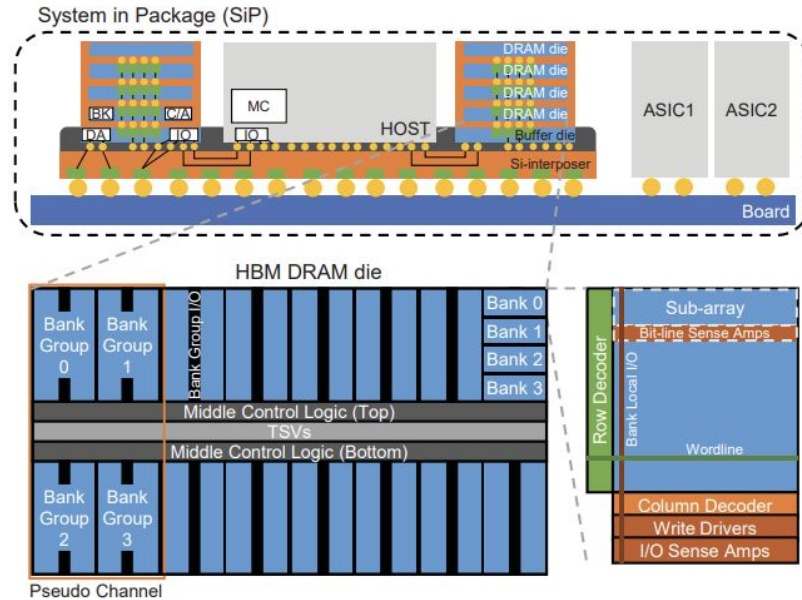 System in Package (SiP)
DRAM die
DRAM die
DRAM die
DRAM die
BK
C/A
MC
DA
IO
IO
HOST
Buffer die
Si-interposer
ASIC1
ASIC2
Board
HBM DRAM die
Bank Group 0
Bank Group 1
Bank Group I/O
Bank 0
Bank 1
Bank 2
Bank 3
Middle Control Logic (Top)
TSVs
Middle Control Logic (Bottom)
Bank Group 2
Bank Group 3
Pseudo Channel
Row Decoder
Sub-array
Bit-line Sense Amps
Bank Local I/O
Wordline
Column Decoder
Write Drivers
I/O Sense Amps